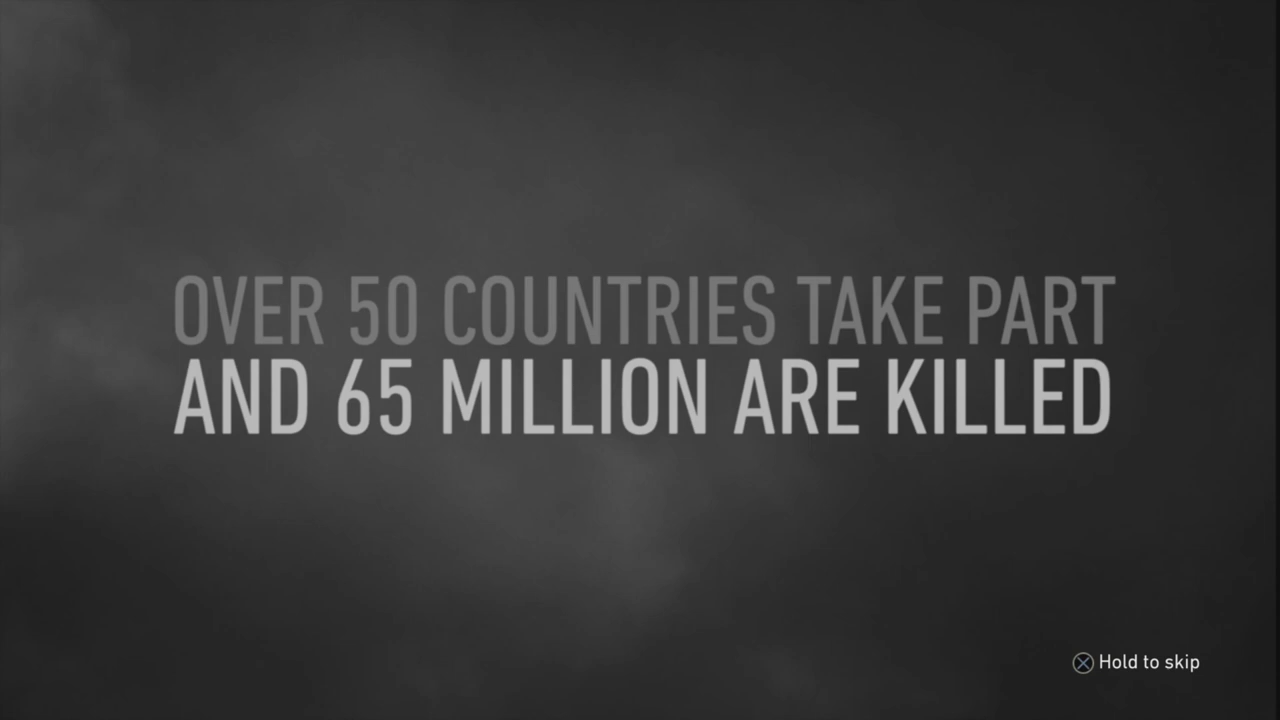 OVER 50 COUNTRIES TAKE PART
AND 65 MILLION ARE KILLED
Hold to skip